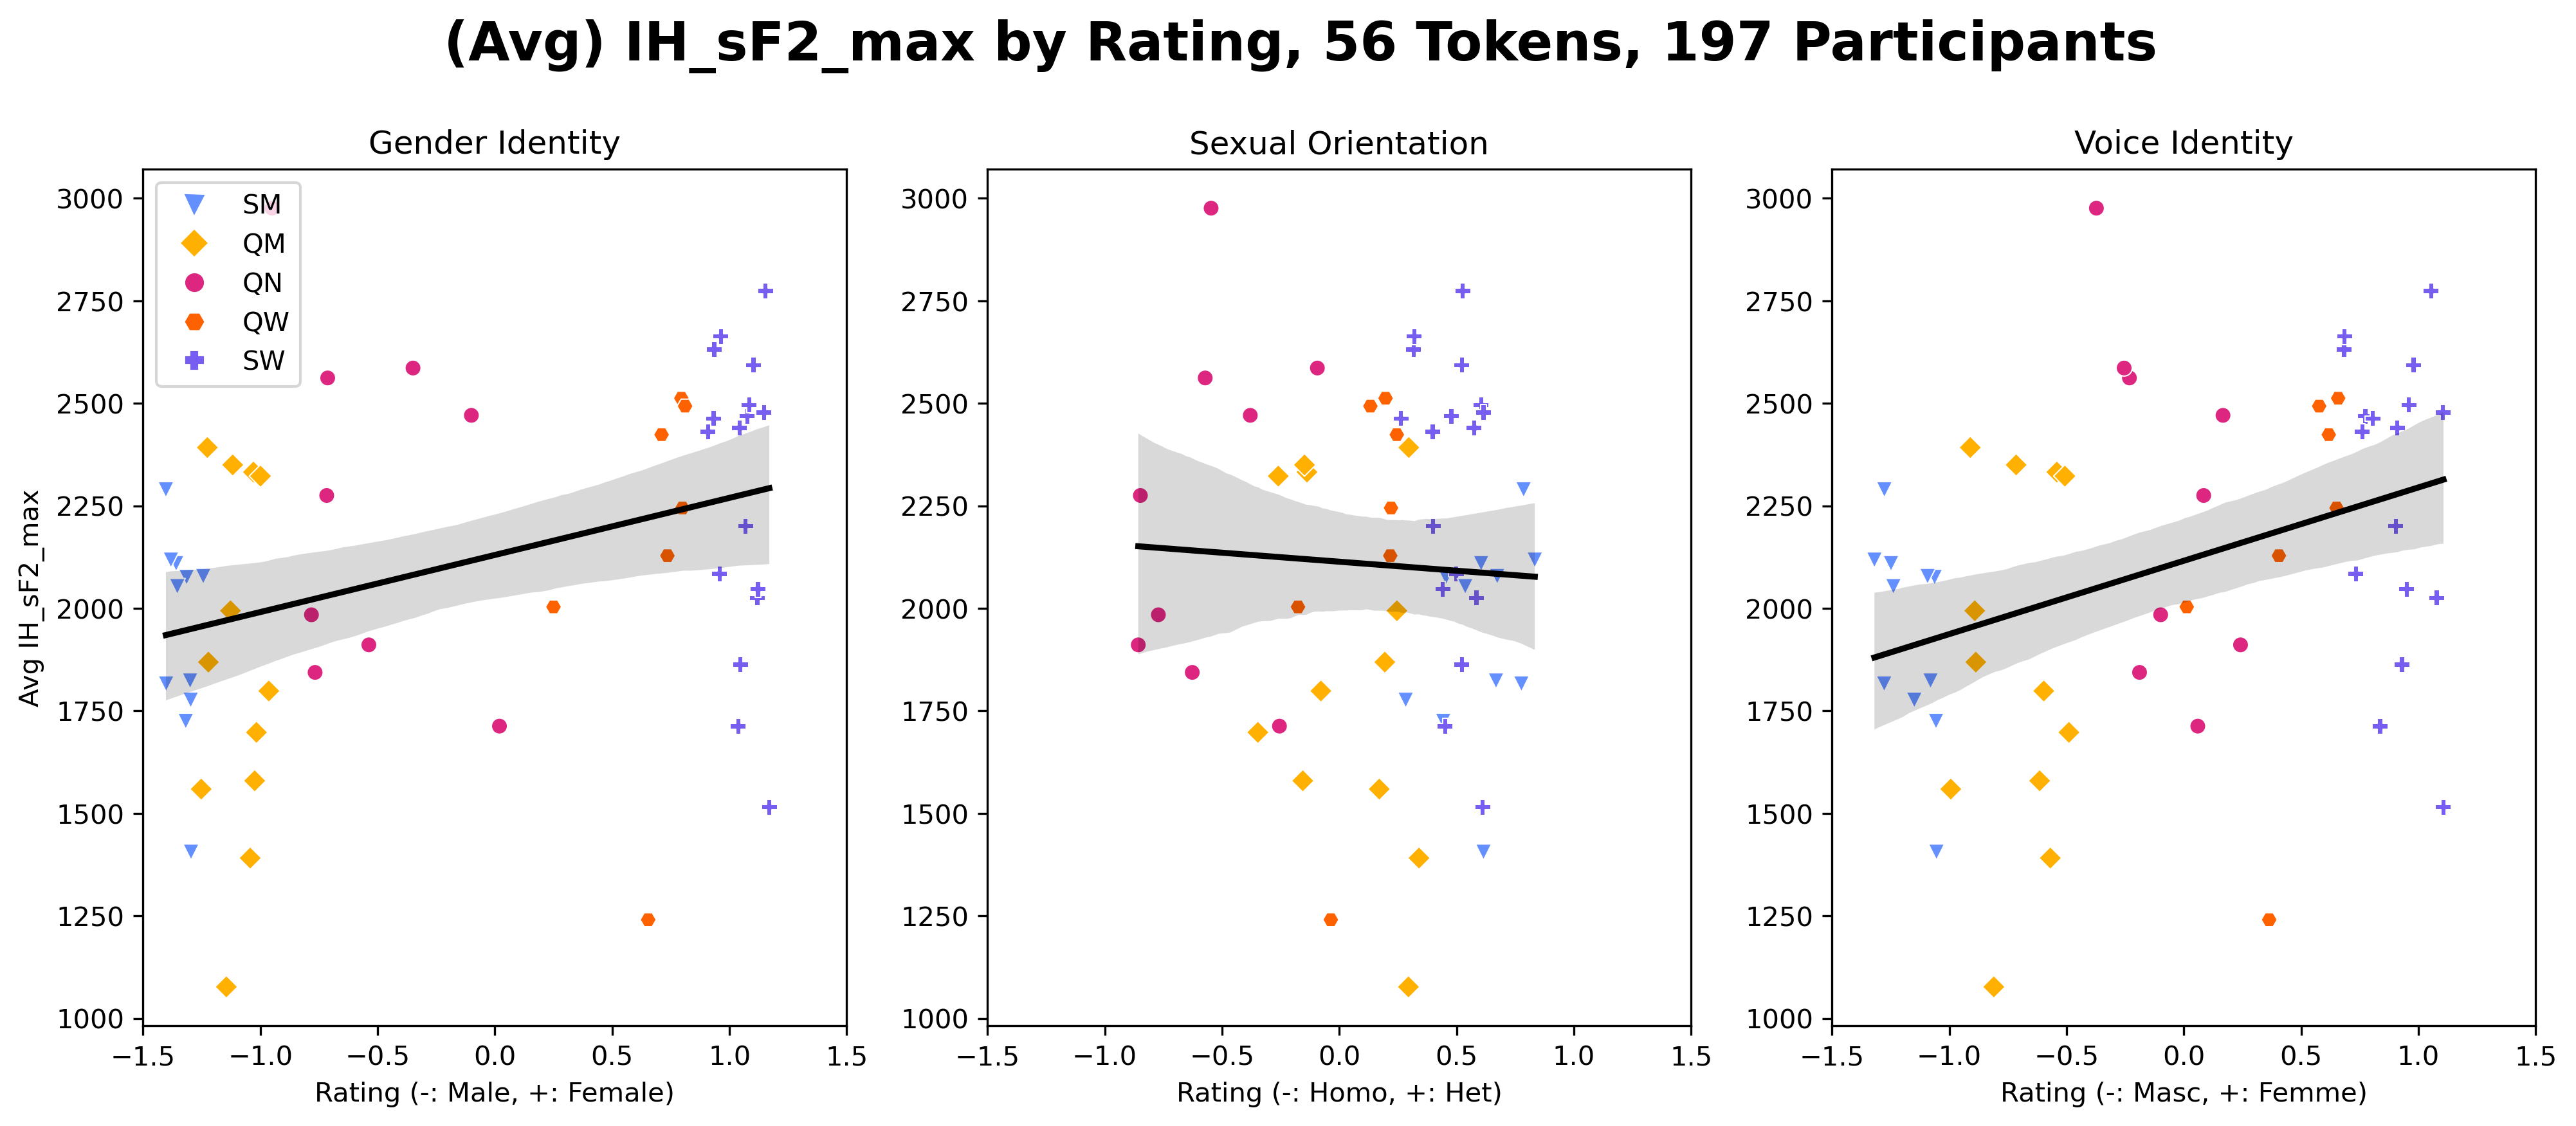 (Avg) IH_sF2_max by Rating, 56 Tokens, 197 Participants
Gender Identity
Sexual Orientation
Voice Identity
SM
QM
QN
QW
SW
Avg IH_sF2_max
3000
2750
2500
2250
2000
1750
1500
1250
1000
−1.5 −1.0 −0.5 0.0 0.5 1.0 1.5
Rating (-: Male, +: Female)
3000
2750
2500
2250
2000
1750
1500
1250
1000
−1.5 −1.0 −0.5 0.0 0.5 1.0 1.5
Rating (-: Homo, +: Het)
3000
2750
2500
2250
2000
1750
1500
1250
1000
−1.5 −1.0 −0.5 0.0 0.5 1.0 1.5
Rating (-: Masc, +: Femme)